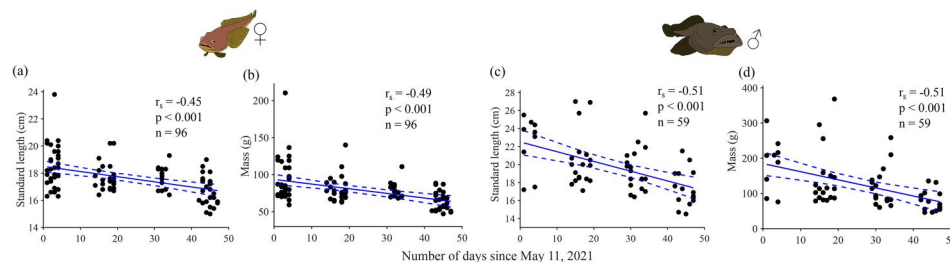 ♀
♂
(a)
Standard length (cm)
24
22
20
18
16
14
0
10
20
30
40
50
r_s = -0.45
p < 0.001
n = 96
(b)
Mass (g)
200
150
100
50
0
10
20
30
40
50
r_s = -0.49
p < 0.001
n = 96
(c)
Standard length (cm)
28
26
24
22
20
18
16
14
0
10
20
30
40
50
r_s = -0.51
p < 0.001
n = 59
(d)
Mass (g)
400
300
200
100
0
0
10
20
30
40
50
r_s = -0.51
p < 0.001
n = 59
Number of days since May 11, 2021